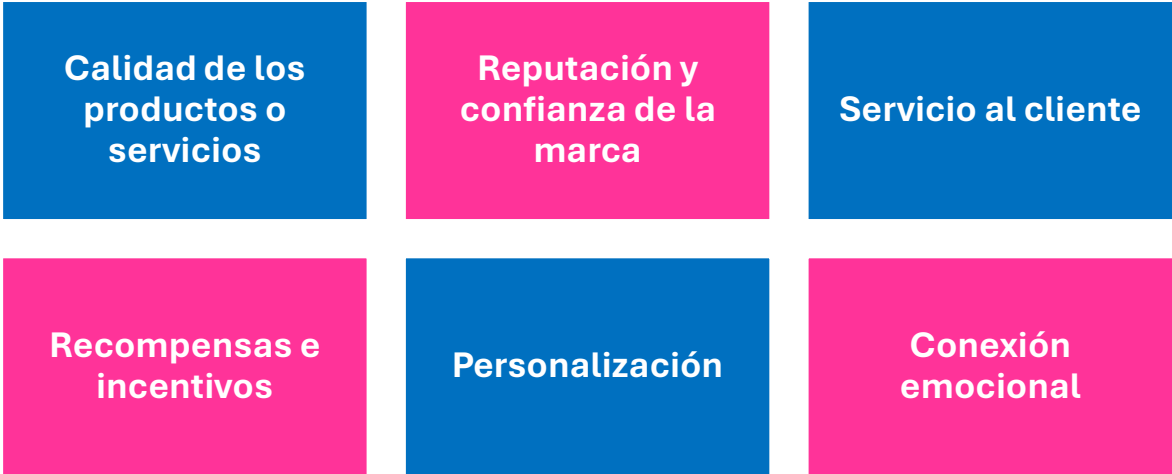 Calidad de los
productos o
servicios
Reputación y
confianza de la
marca
Servicio al cliente
Recompensas e
incentivos
Personalización
Conexión
emocional